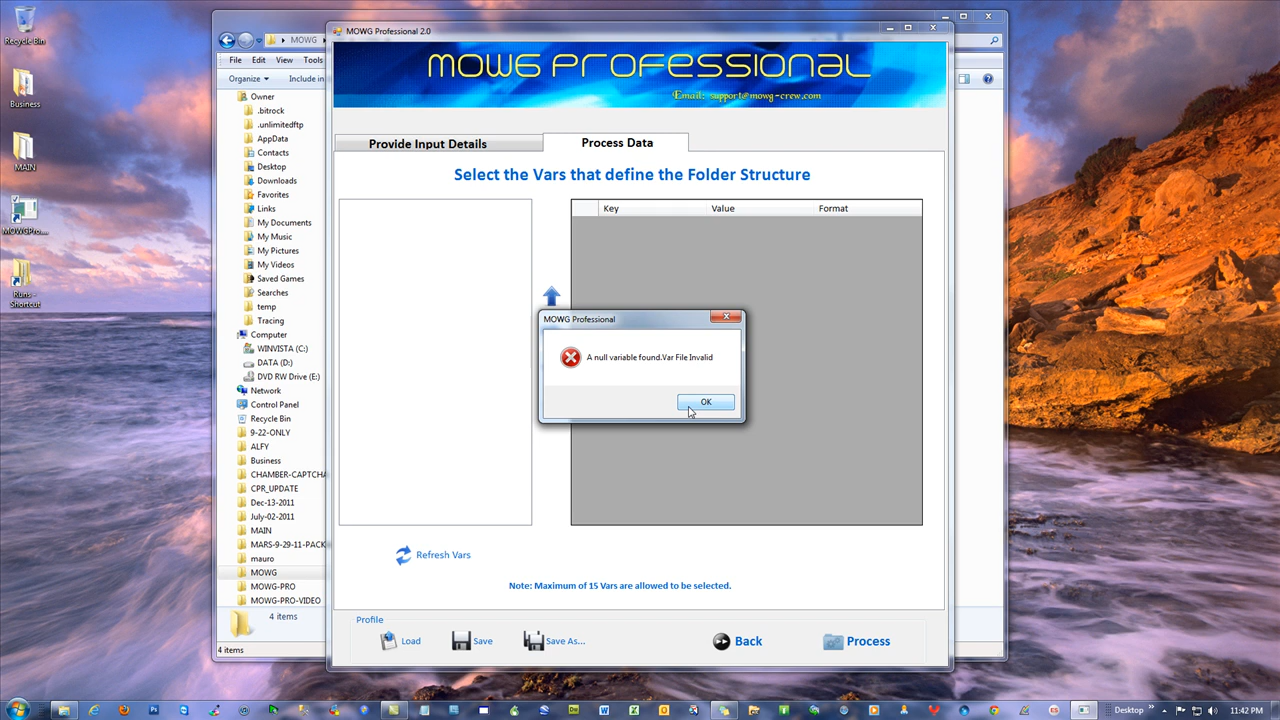 Recycle Bin
Business
MAIN
MOWGPro....
Runs - Shortcut
MOWG
File Edit View Tools
Organize Include in
Owner
.bitrock
.unlimitedftp
AppData
Contacts
Desktop
Downloads
Favorites
Links
My Documents
My Music
My Pictures
My Videos
Saved Games
Searches
temp
Tracing
Computer
WINVISTA (C:)
DATA (D:)
DVD RW Drive (E:)
Network
Control Panel
Recycle Bin
9-22-ONLY
ALFY
Business
CHAMBER-CAPTCHA
CPR_UPDATE
Dec-13-2011
July-02-2011
MAIN
MARS-9-29-11-PACK
mauro
MOWG
MOWG-PRO
MOWG-PRO-VIDEO
4 items
4 items
MOWG Professional 2.0
MOWG PROFESSIONAL
Email: support@mowg-crew.com
Provide Input Details Process Data
Select the Vars that define the Folder Structure
Key Value Format
MOWG Professional
A null variable found.Var File Invalid
OK
Refresh Vars
Note: Maximum of 15 Vars are allowed to be selected.
Profile
Load Save Save As... Back Process
Desktop 11:42 PM